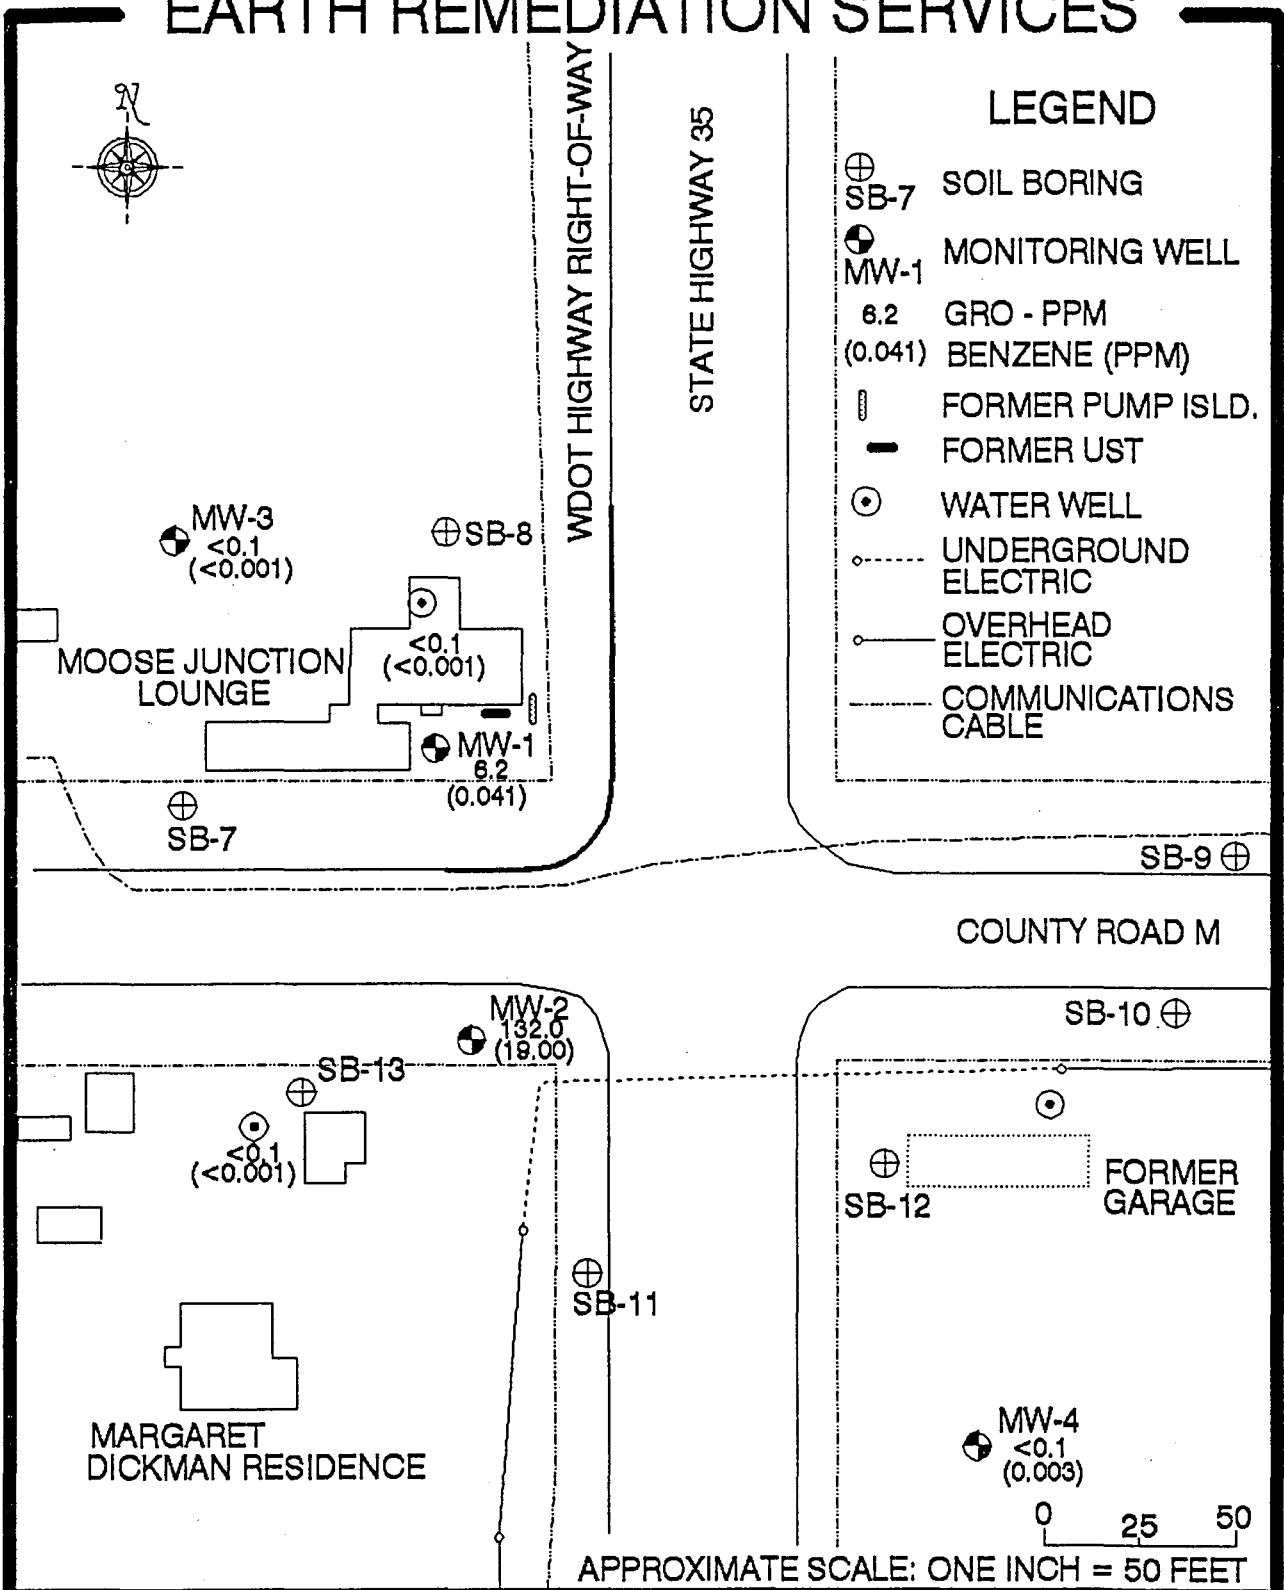 EARTH REMEDIATION SERVICES
N
WDOT HIGHWAY RIGHT-OF-WAY
STATE HIGHWAY 35
LEGEND
SB-7 SOIL BORING
MW-1 MONITORING WELL
6.2 GRO - PPM
(0.041) BENZENE (PPM)
FORMER PUMP ISLD.
FORMER UST
WATER WELL
UNDERGROUND
ELECTRIC
OVERHEAD
ELECTRIC
COMMUNICATIONS
CABLE
MW-3
<0.1
(<0.001)
SB-8
<0.1
(<0.001)
MOOSE JUNCTION
LOUNGE
MW-1
6.2
(0.041)
SB-7
SB-9
COUNTY ROAD M
MW-2
132.0
(19.00)
SB-10
SB-13
<0.1
(<0.001)
SB-12
FORMER
GARAGE
SB-11
MARGARET
DICKMAN RESIDENCE
MW-4
<0.1
(0.003)
0 25 50
APPROXIMATE SCALE: ONE INCH = 50 FEET